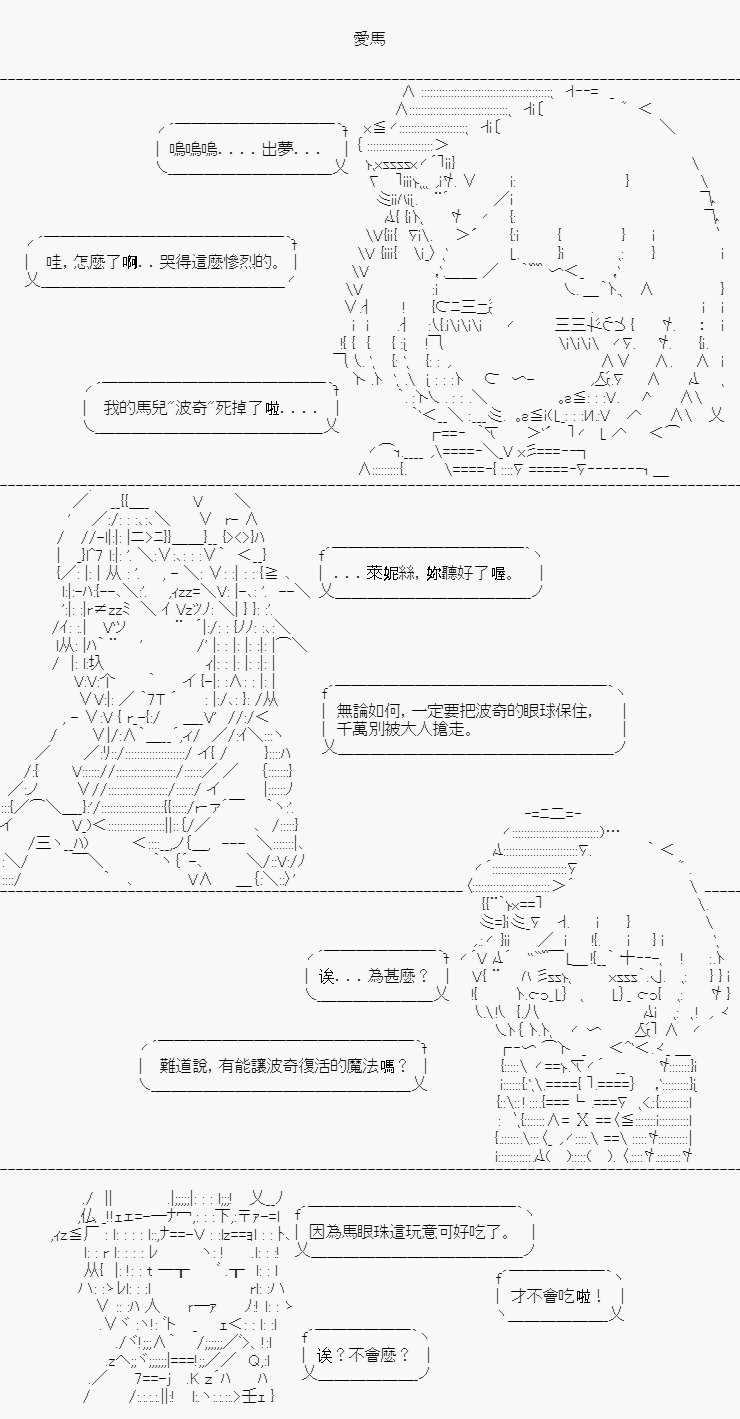 愛馬
嗚嗚嗚....出夢...
哇,怎麼了啊..哭得這麼慘烈的。
我的馬兒"波奇"死掉了啦....
...萊妮絲,妳聽好了喔。
無論如何,一定要把波奇的眼球保住,
千萬別被大人搶走。
诶...為甚麼?
難道說,有能讓波奇復活的魔法嗎?
因為馬眼珠這玩意可好吃了。
才不會吃啦!
诶?不會麼?